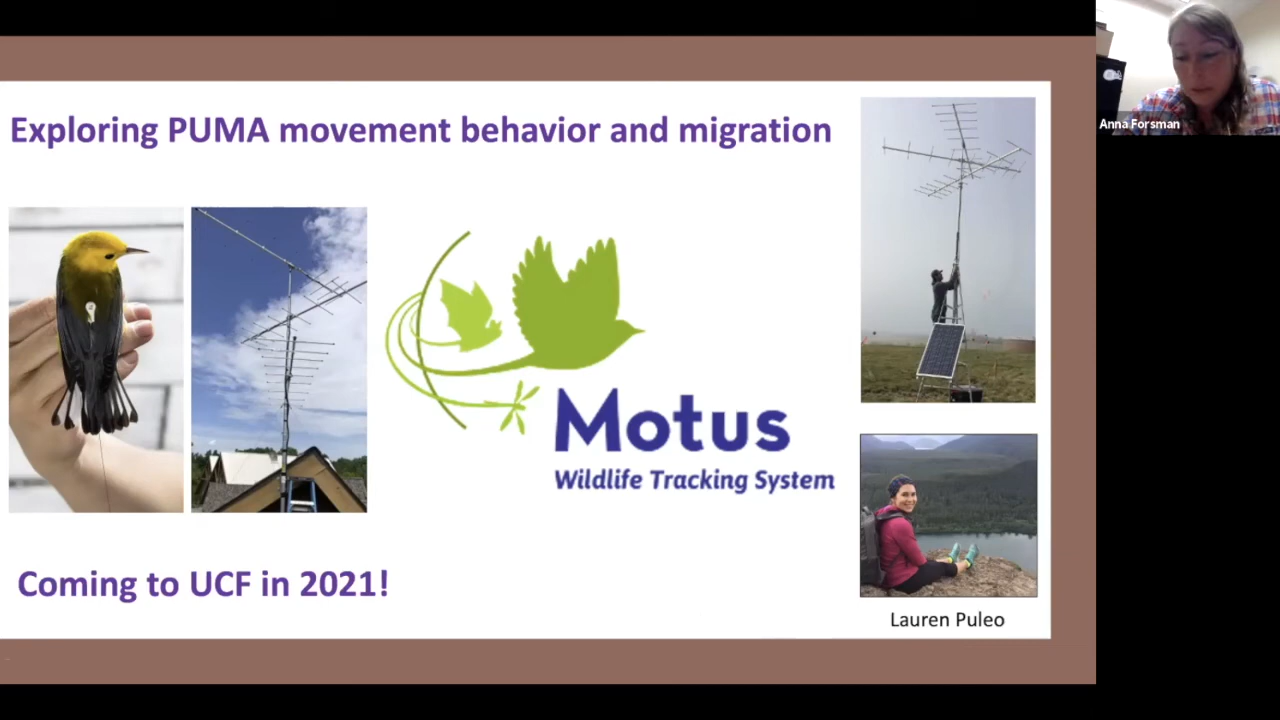 Exploring PUMA movement behavior and migration
Motus
Wildlife Tracking System
Coming to UCF in 2021!
Lauren Puleo
Anna Forsman